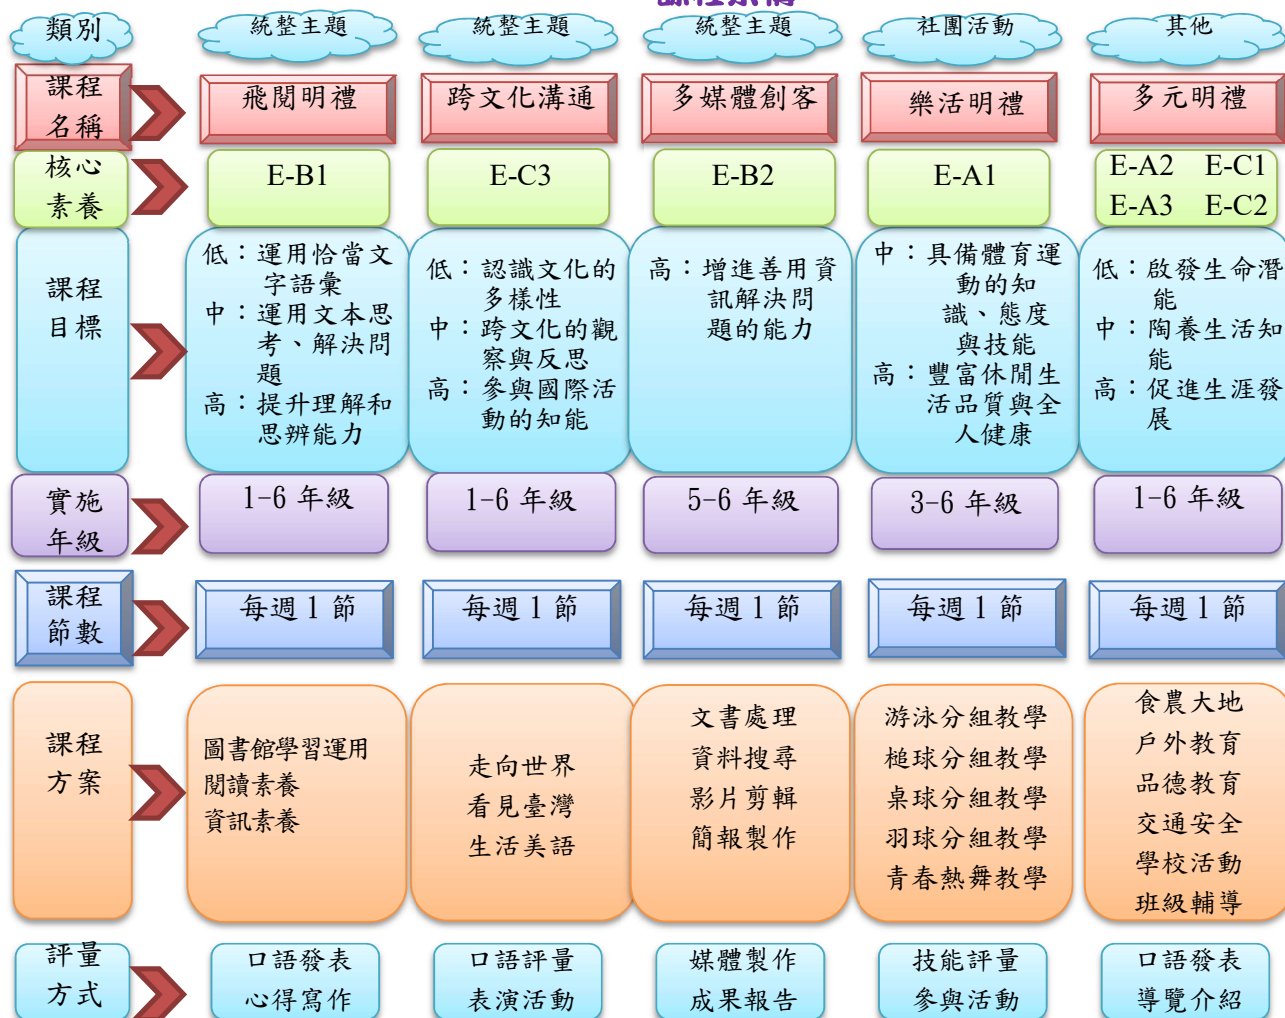 類別
統整主題
統整主題
統整主題
社團活動
其他
課程
名稱
飛閱明禮
跨文化溝通
多媒體創客
樂活明禮
多元明禮
核心
素養
E-B1
E-C3
E-B2
E-A1
E-A2 E-C1
E-A3 E-C2
課程
目標
低：運用恰當文
字語彙
中：運用文本思
考、解決問
題
高：提升理解和
思辨能力
低：認識文化的
多樣性
中：跨文化的觀
察與反思
高：參與國際活
動的知能
高：增進善用資
訊解決問
題的能力
中：具備體育運
動的知
識、態度
與技能
高：豐富休閒生
活品質與全
人健康
低：啟發生命潛
能
中：陶養生活知
能
高：促進生涯發
展
實施
年級
1-6 年級
1-6 年級
5-6 年級
3-6 年級
1-6 年級
課程
節數
每週 1 節
每週 1 節
每週 1 節
每週 1 節
每週 1 節
課程
方案
圖書館學習運用
閱讀素養
資訊素養
走向世界
看見臺灣
生活美語
文書處理
資料搜尋
影片剪輯
簡報製作
游泳分組教學
槌球分組教學
桌球分組教學
羽球分組教學
青春熱舞教學
食農大地
戶外教育
品德教育
交通安全
學校活動
班級輔導
評量
方式
口語發表
心得寫作
口語評量
表演活動
媒體製作
成果報告
技能評量
參與活動
口語發表
導覽介紹